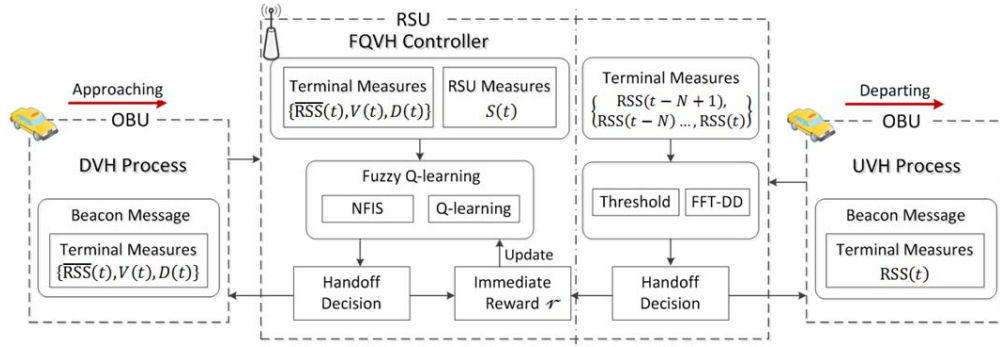 RSU
FQVH Controller
Approaching
OBU
DVH Process
Beacon Message
Terminal Measures
{R̅S̅S̅(t), V(t), D(t)}
Terminal Measures
{R̅S̅S̅(t), V(t), D(t)}
RSU Measures
S(t)
Fuzzy Q-learning
NFIS
Q-learning
Update
Handoff
Decision
Immediate
Reward 𝓇
Terminal Measures
{RSS(t − N + 1),
RSS(t − N) …, RSS(t)}
Threshold
FFT-DD
Handoff
Decision
Departing
OBU
UVH Process
Beacon Message
Terminal Measures
RSS(t)